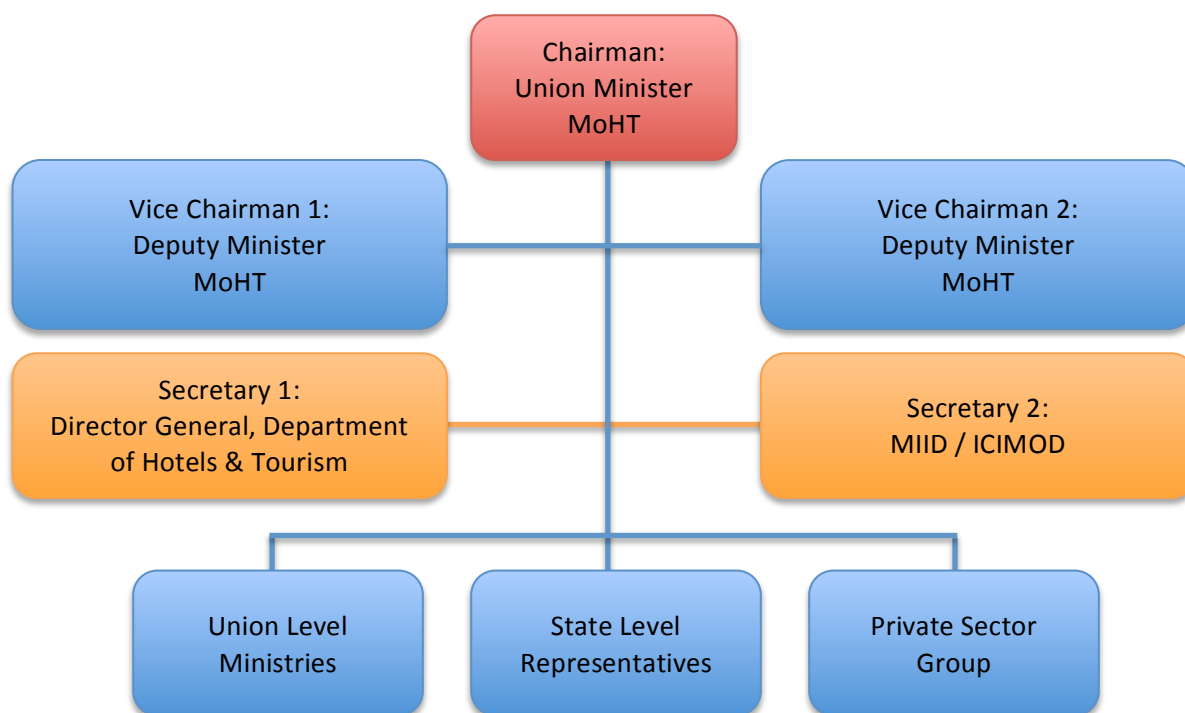 Chairman:
Union Minister
MoHT
Vice Chairman 1:
Deputy Minister
MoHT
Vice Chairman 2:
Deputy Minister
MoHT
Secretary 1:
Director General, Department
of Hotels & Tourism
Secretary 2:
MIID / ICIMOD
Union Level
Ministries
State Level
Representatives
Private Sector
Group